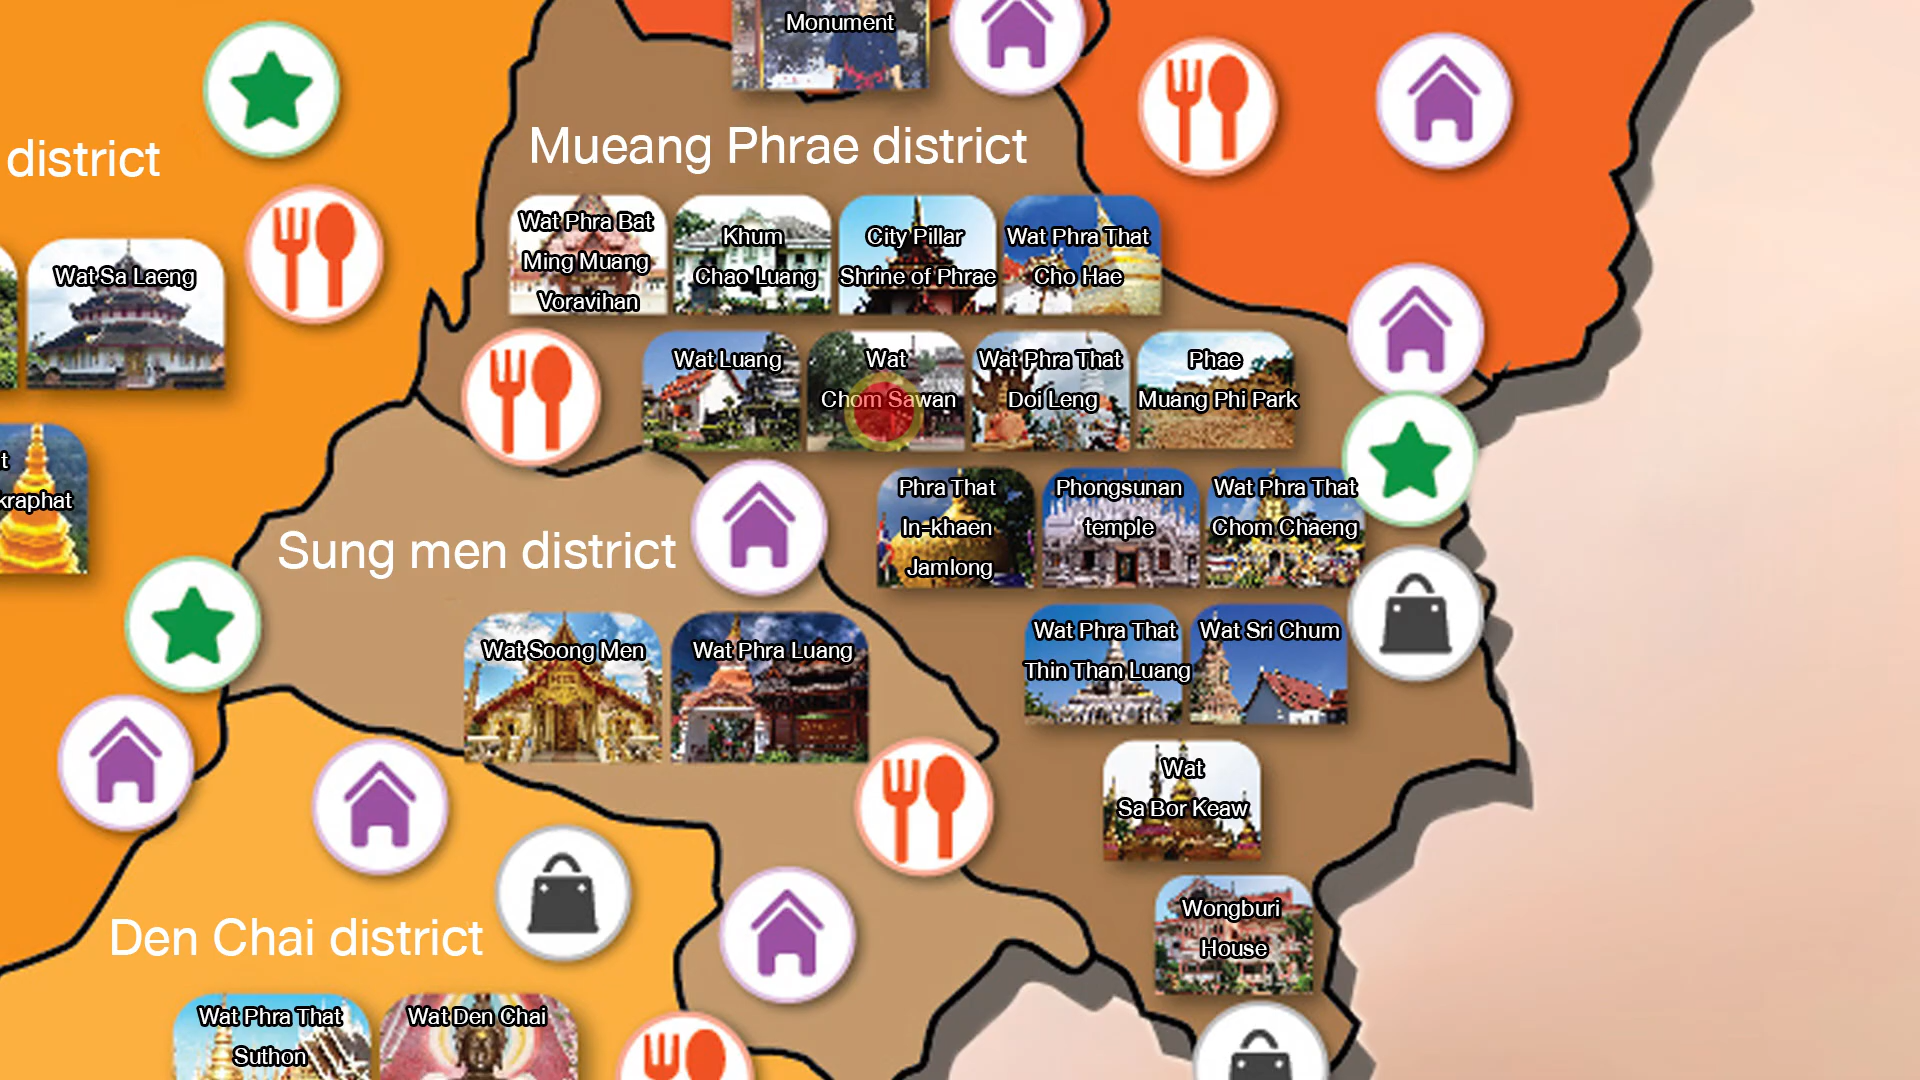 Monument
Mueang Phrae district
district
Wat Phra Bat
Ming Muang
Voravihan
Khum
Chao Luang
City Pillar
Shrine of Phrae
Wat Phra That
Cho Hae
Wat Sa Laeng
Wat Luang
Wat
Chom Sawan
Wat Phra That
Doi Leng
Phae
Muang Phi Park
t
kraphat
Phra That
In-khaen
Jamlong
Phongsunan
temple
Wat Phra That
Chom Chaeng
Sung men district
Wat Soong Men
Wat Phra Luang
Wat Phra That
Thin Than Luang
Wat Sri Chum
Wat
Sa Bor Keaw
Wongburi
House
Den Chai district
Wat Phra That
Suthon
Wat Den Chai